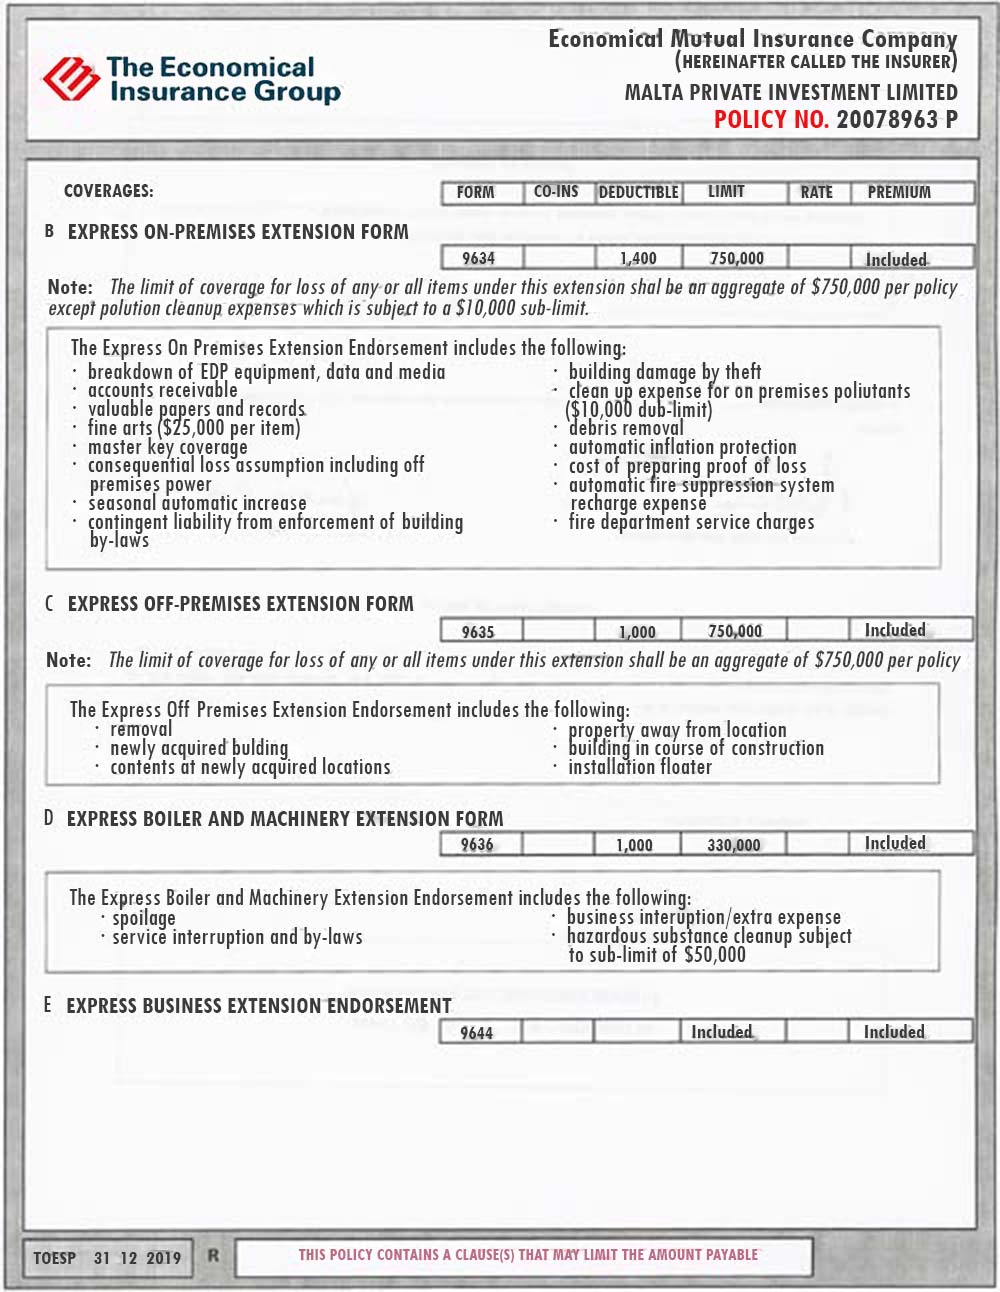 The Economical
Insurance Group
Economical Mutual Insurance Company
(HEREINAFTER CALLED THE INSURER)
MALTA PRIVATE INVESTMENT LIMITED
POLICY NO. 20078963 P
COVERAGES: FORM CO-INS DEDUCTIBLE LIMIT RATE PREMIUM
B EXPRESS ON-PREMISES EXTENSION FORM
9634 1,400 750,000 Included
Note: The limit of coverage for loss of any or all items under this extension shal be an aggregate of $750,000 per policy
except polution cleanup expenses which is subject to a $10,000 sub-limit.
The Express On Premises Extension Endorsement includes the following:
· breakdown of EDP equipment, data and media
· accounts receivable
· valuable papers and records
· fine arts ($25,000 per item)
· master key coverage
· consequential loss assumption including off
premises power
· seasonal automatic increase
· contingent liability from enforcement of building
by-laws
· building damage by theft
· clean up expense for on premises poliutants
($10,000 dub-limit)
· debris removal
· automatic inflation protection
· cost of preparing proof of loss
· automatic fire suppression system
recharge expense
· fire department service charges
C EXPRESS OFF-PREMISES EXTENSION FORM
9635 1,000 750,000 Included
Note: The limit of coverage for loss of any or all items under this extension shall be an aggregate of $750,000 per policy
The Express Off Premises Extension Endorsement includes the following:
· removal
· newly acquired bulding
· contents at newly acquired locations
· property away from location
· building in course of construction
· installation floater
D EXPRESS BOILER AND MACHINERY EXTENSION FORM
9636 1,000 330,000 Included
The Express Boiler and Machinery Extension Endorsement includes the following:
· spoilage
· service interruption and by-laws
· business interuption/extra expense
· hazardous substance cleanup subject
to sub-limit of $50,000
E EXPRESS BUSINESS EXTENSION ENDORSEMENT
9644 Included Included
TOESP 31 12 2019 R THIS POLICY CONTAINS A CLAUSE(S) THAT MAY LIMIT THE AMOUNT PAYABLE